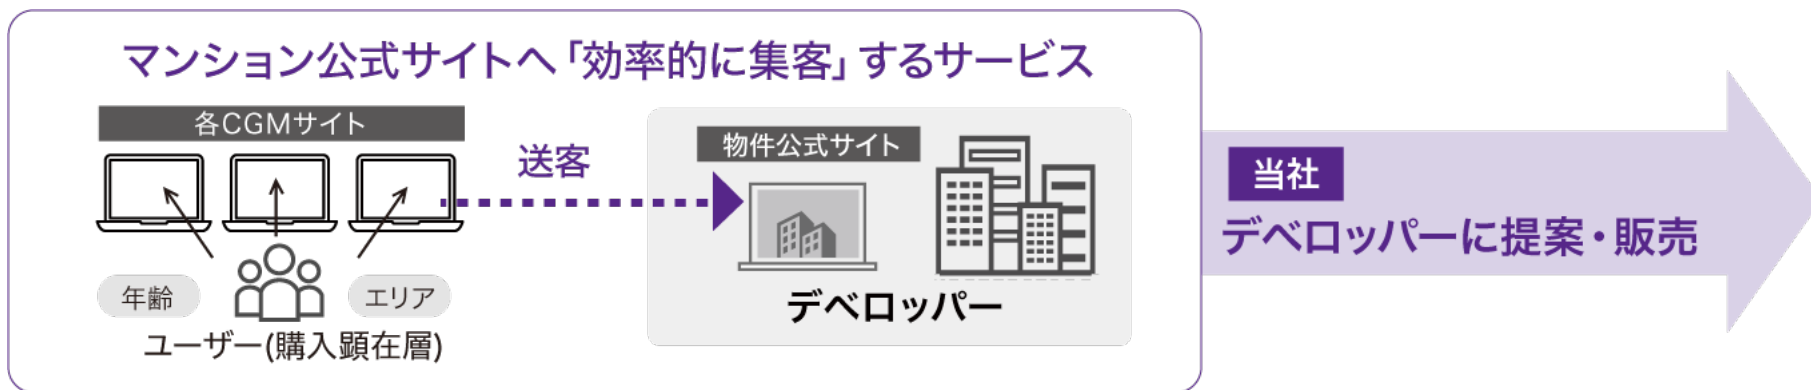 マンション公式サイトへ「効率的に集客」するサービス
各CGMサイト
送客
物件公式サイト
年齢
エリア
ユーザー(購入顕在層)
デベロッパー
当社
デベロッパーに提案・販売